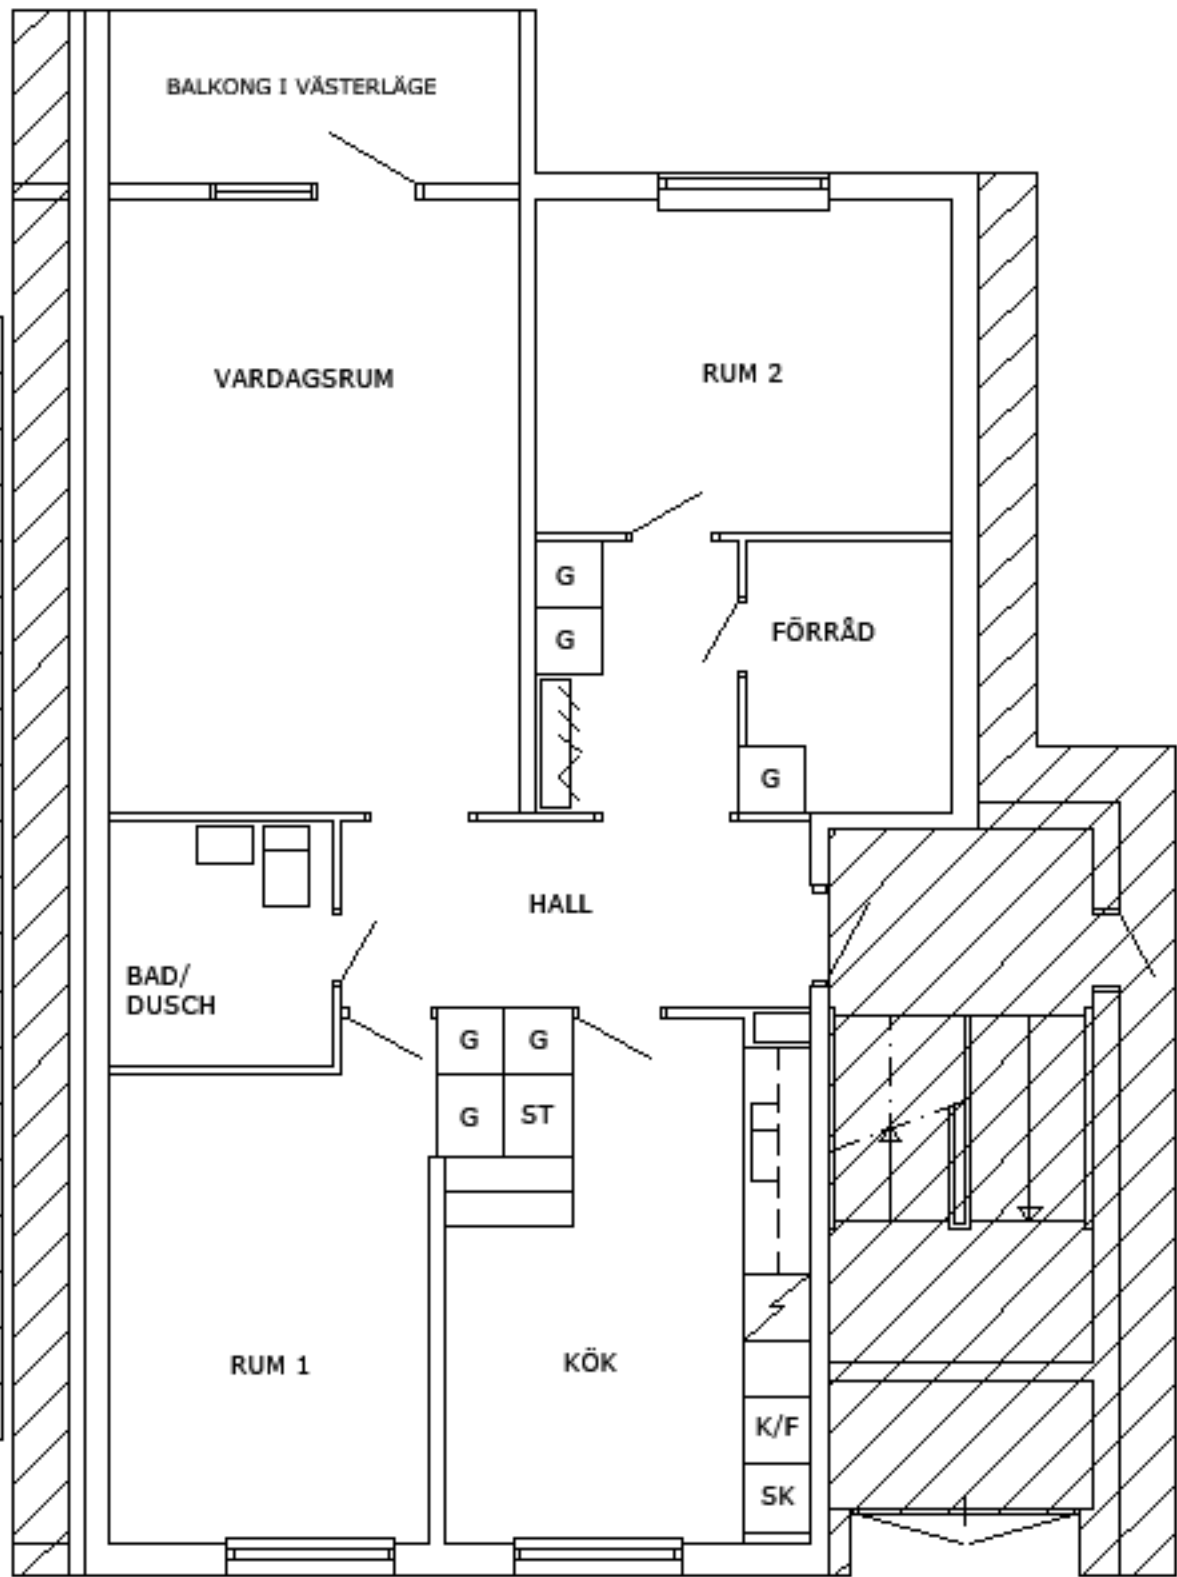 BALKONG I VÄSTERLÄGE
VARDAGSRUM
RUM 2
G
G
FÖRRÅD
G
HALL
BAD/
DUSCH
G
G
G
ST
RUM 1
KÖK
K/F
SK